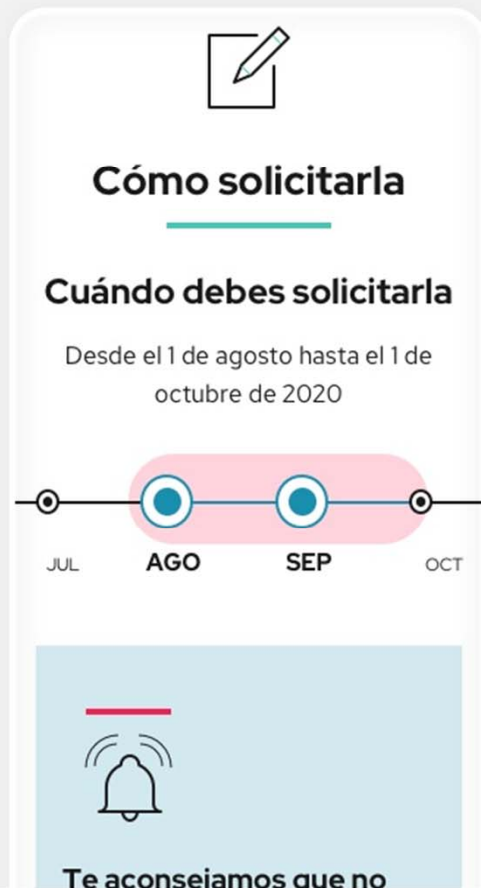 Cómo solicitarla
Cuándo debes solicitarla
Desde el 1 de agosto hasta el 1 de
octubre de 2020
JUL AGO SEP OCT
Te aconsejamos que no